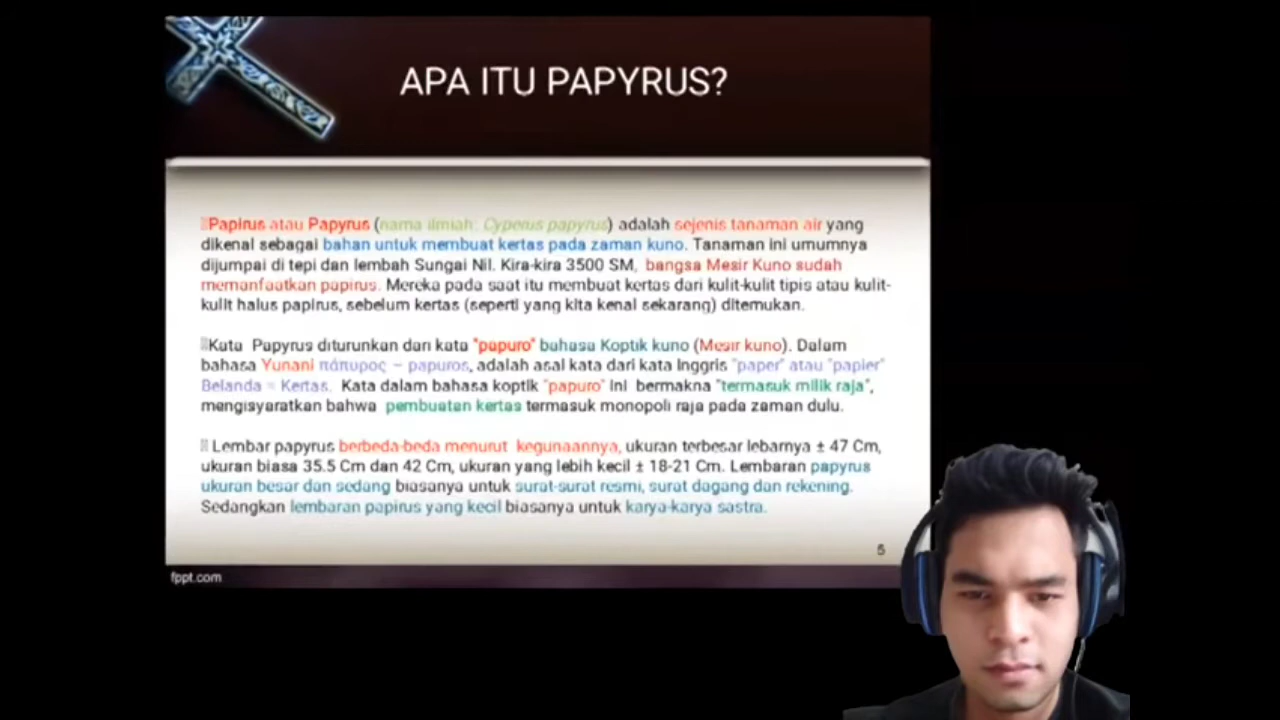 APA ITU PAPYRUS?
Papirus atau Papyrus (nama ilmiah: Cyperus papyrus) adalah sejenis tanaman air yang
dikenal sebagai bahan untuk membuat kertas pada zaman kuno. Tanaman ini umumnya
dijumpai di tepi dan lembah Sungai Nil. Kira-kira 3500 SM, bangsa Mesir Kuno sudah
memanfaatkan papirus. Mereka pada saat itu membuat kertas dari kulit-kulit tipis atau kulit-
kulit halus papirus, sebelum kertas (seperti yang kita kenal sekarang) ditemukan.
Kata Papyrus diturunkan dari kata "papuro" bahasa Koptik kuno (Mesir kuno). Dalam
bahasa Yunani πάπυρος – papuros, adalah asal kata dari kata Inggris "paper" atau "papier"
Belanda = Kertas. Kata dalam bahasa koptik "papuro" ini bermakna "termasuk milik raja",
mengisyaratkan bahwa pembuatan kertas termasuk monopoli raja pada zaman dulu.
Lembar papyrus berbeda-beda menurut kegunaannya, ukuran terbesar lebarnya ± 47 Cm,
ukuran biasa 35.5 Cm dan 42 Cm, ukuran yang lebih kecil ± 18-21 Cm. Lembaran papyrus
ukuran besar dan sedang biasanya untuk surat-surat resmi, surat dagang dan rekening.
Sedangkan lembaran papirus yang kecil biasanya untuk karya-karya sastra.
5
fppt.com